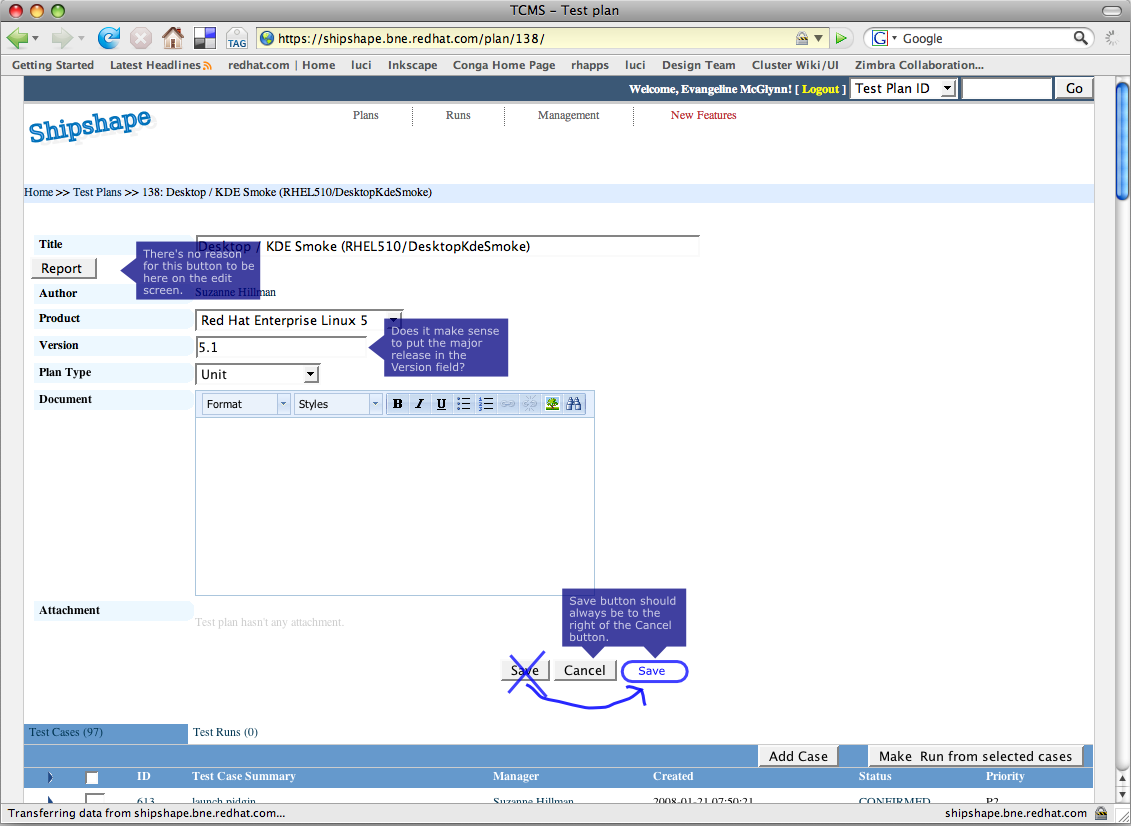 TCMS – Test plan
TAG
https://shipshape.bne.redhat.com/plan/138/
G Google
Getting Started Latest Headlines redhat.com | Home luci Inkscape Conga Home Page rhapps luci Design Team Cluster Wiki/UI Zimbra Collaboration...
Welcome, Evangeline McGlynn! [ Logout ] Test Plan ID Go
Shipshape
Plans Runs Management New Features
Home >> Test Plans >> 138: Desktop / KDE Smoke (RHEL510/DesktopKdeSmoke)
Title Desktop / KDE Smoke (RHEL510/DesktopKdeSmoke)
Report
There's no reason
for this button to be
here on the edit
screen.
Author Suzanne Hillman
Product Red Hat Enterprise Linux 5
Version 5.1
Does it make sense
to put the major
release in the
Version field?
Plan Type Unit
Document Format Styles B I U
Attachment
Test plan hasn't any attachment.
Save button should
always be to the
right of the Cancel
button.
Save Cancel Save
Test Cases (97) Test Runs (0)
Add Case Make Run from selected cases
ID Test Case Summary Manager Created Status Priority
613 launch pidgin Suzanne Hillman 2008-01-21 07:50:21 CONFIRMED P2
Transferring data from shipshape.bne.redhat.com... shipshape.bne.redhat.com